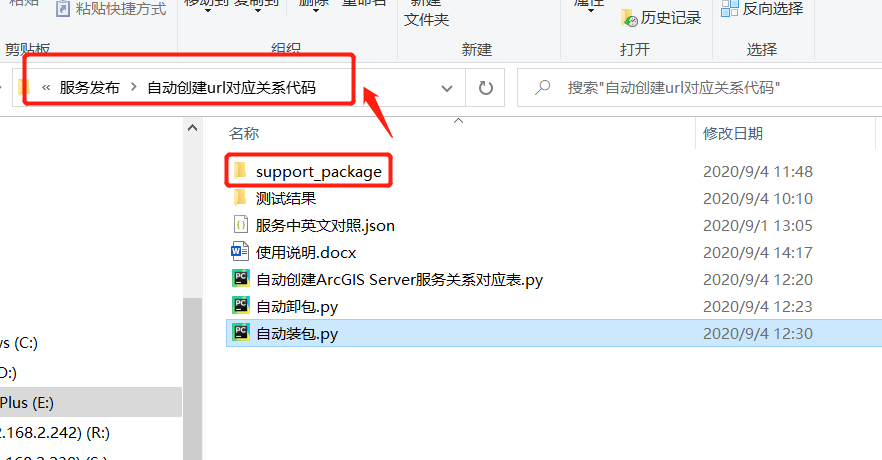 粘贴快捷方式
移动到 复制到 删除 重命名
新建
文件夹
属性
历史记录
反向选择
剪贴板 组织 新建 打开 选择
« 服务发布 > 自动创建url对应关系代码
搜索"自动创建url对应关系代码"
名称 修改日期
support_package 2020/9/4 11:48
测试结果 2020/9/4 10:10
服务中英文对照.json 2020/9/1 13:05
使用说明.docx 2020/9/4 14:17
自动创建ArcGIS Server服务关系对应表.py 2020/9/4 12:20
自动卸包.py 2020/9/4 12:23
自动装包.py 2020/9/4 12:30
vs (C:)
D:)
Plus (E:)
2.168.2.242) (R:)